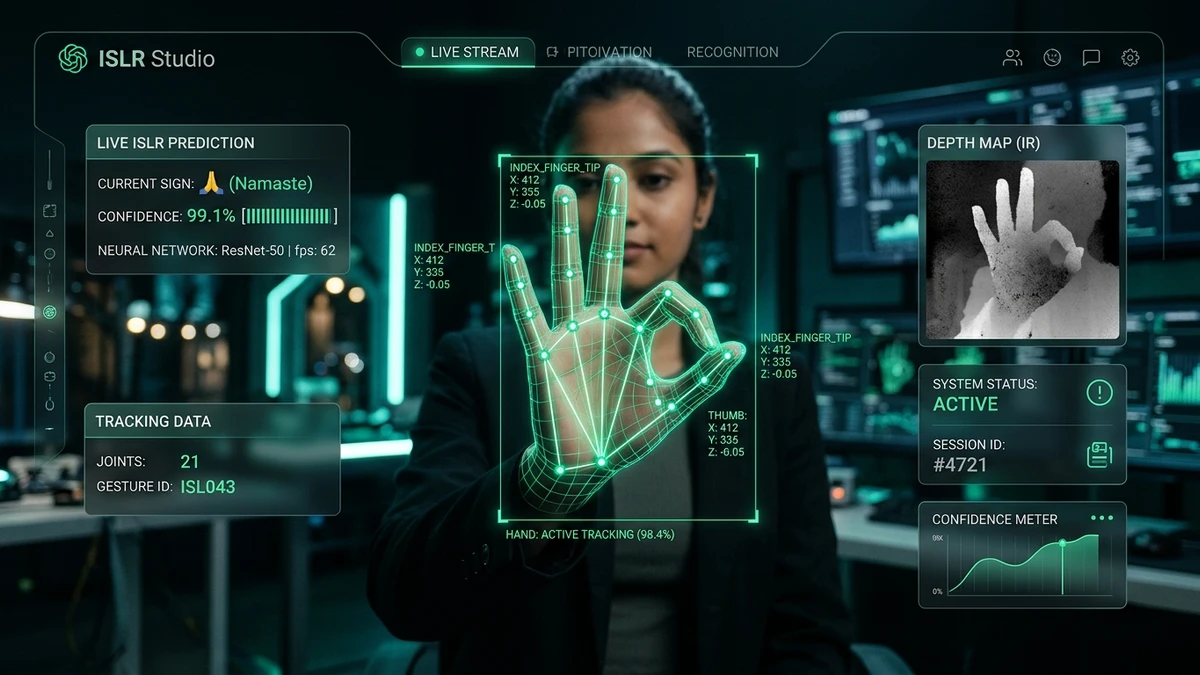 ISLR Studio
LIVE STREAM
PITOIVATION
RECOGNITION
LIVE ISLR PREDICTION
CURRENT SIGN: 🙏 (Namaste)
CONFIDENCE: 99.1% [||||||||||||||||||]
NEURAL NETWORK: ResNet-50 | fps: 62
TRACKING DATA
JOINTS: 21
GESTURE ID: ISL043
INDEX_FINGER_TIP
X: 412
Y: 355
Z: -0.05
INDEX_FINGER_T
X: 412
Y: 335
Z: -0.05
INDEX_FINGER_TIP
X: 412
Y: 335
Z: -0.05
THUMB:
X: 412
Y: 335
Z: -0.05
HAND: ACTIVE TRACKING (98.4%)
DEPTH MAP (IR)
SYSTEM STATUS:
ACTIVE
SESSION ID:
#4721
CONFIDENCE METER
0%